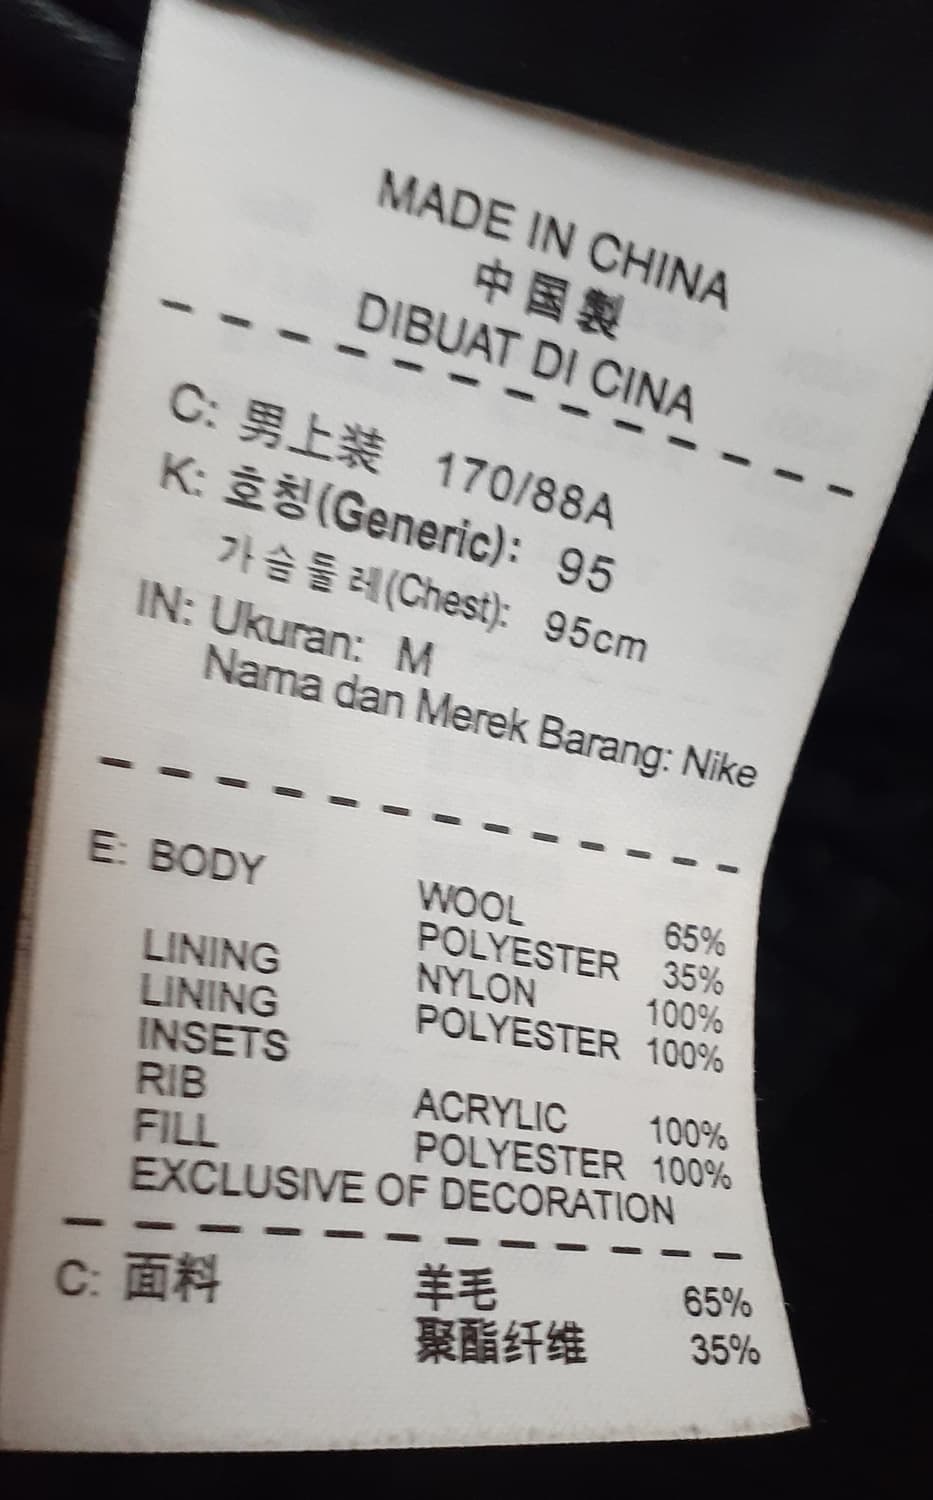 MADE IN CHINA
中国製
DIBUAT DI CINA
C: 男上装 170/88A
K: 호칭(Generic): 95
가슴둘레(Chest): 95cm
IN: Ukuran: M
Nama dan Merek Barang: Nike
E: BODY WOOL 65%
POLYESTER 35%
LINING NYLON 100%
LINING POLYESTER 100%
INSETS
RIB ACRYLIC 100%
FILL POLYESTER 100%
EXCLUSIVE OF DECORATION
C: 面料 羊毛 65%
聚酯纤维 35%